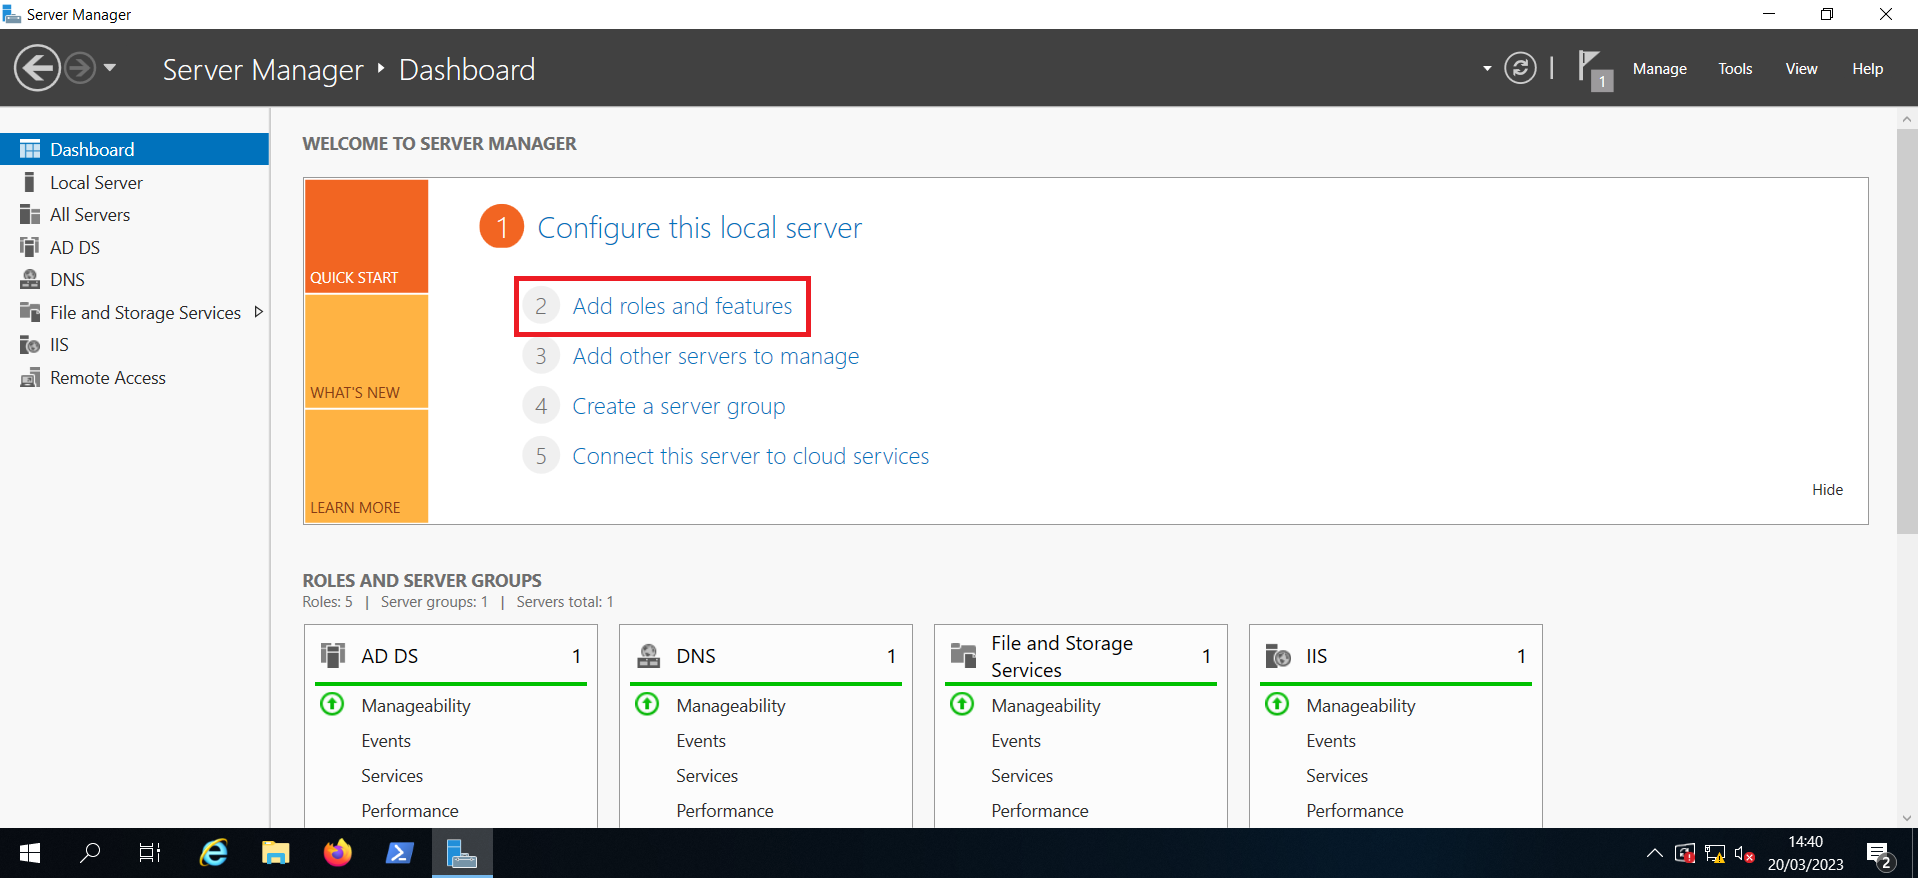 Server Manager
Server Manager ‣ Dashboard
1
Manage
Tools
View
Help
Dashboard
Local Server
All Servers
AD DS
DNS
File and Storage Services
IIS
Remote Access
WELCOME TO SERVER MANAGER
QUICK START
WHAT'S NEW
LEARN MORE
1 Configure this local server
2 Add roles and features
3 Add other servers to manage
4 Create a server group
5 Connect this server to cloud services
Hide
ROLES AND SERVER GROUPS
Roles: 5 | Server groups: 1 | Servers total: 1
AD DS 1
Manageability
Events
Services
Performance
DNS 1
Manageability
Events
Services
Performance
File and Storage
Services 1
Manageability
Events
Services
Performance
IIS 1
Manageability
Events
Services
Performance
14:40
20/03/2023
2